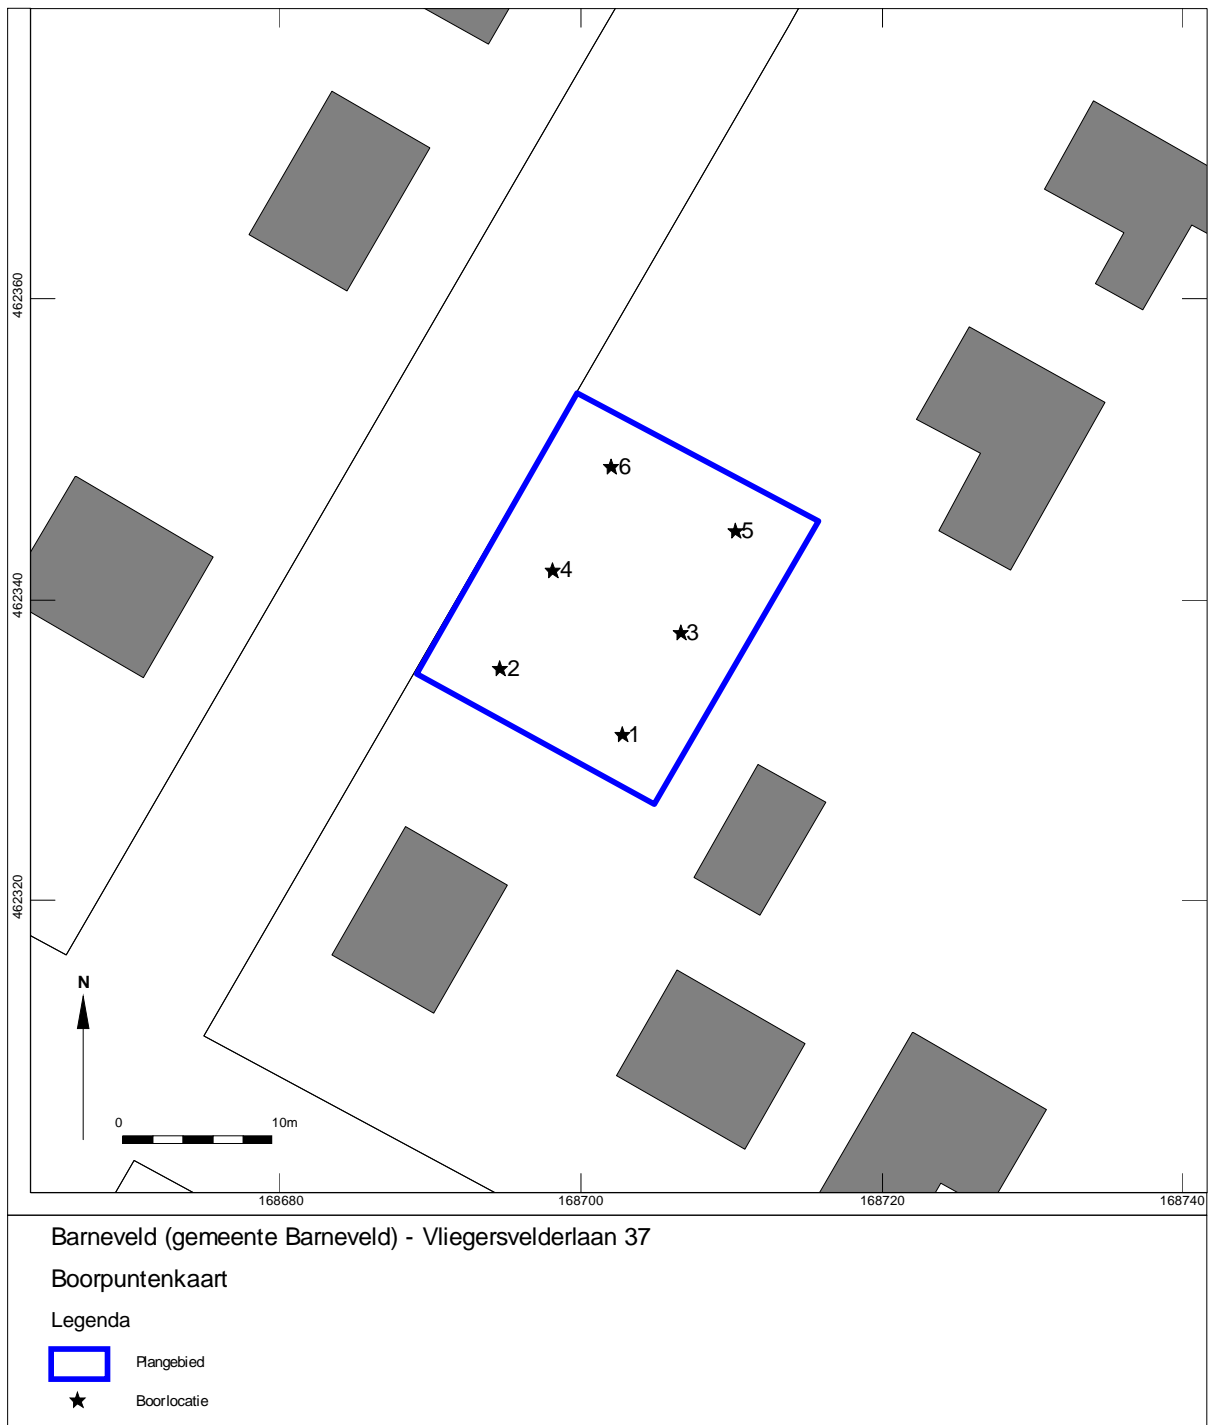 462360
6
5
4
462340
3
2
1
462320
N
0 10m
168680 168700 168720 168740
Barneveld (gemeente Barneveld) - Vliegersvelderlaan 37
Boorpuntenkaart
Legenda
Plangebied
Boorlocatie